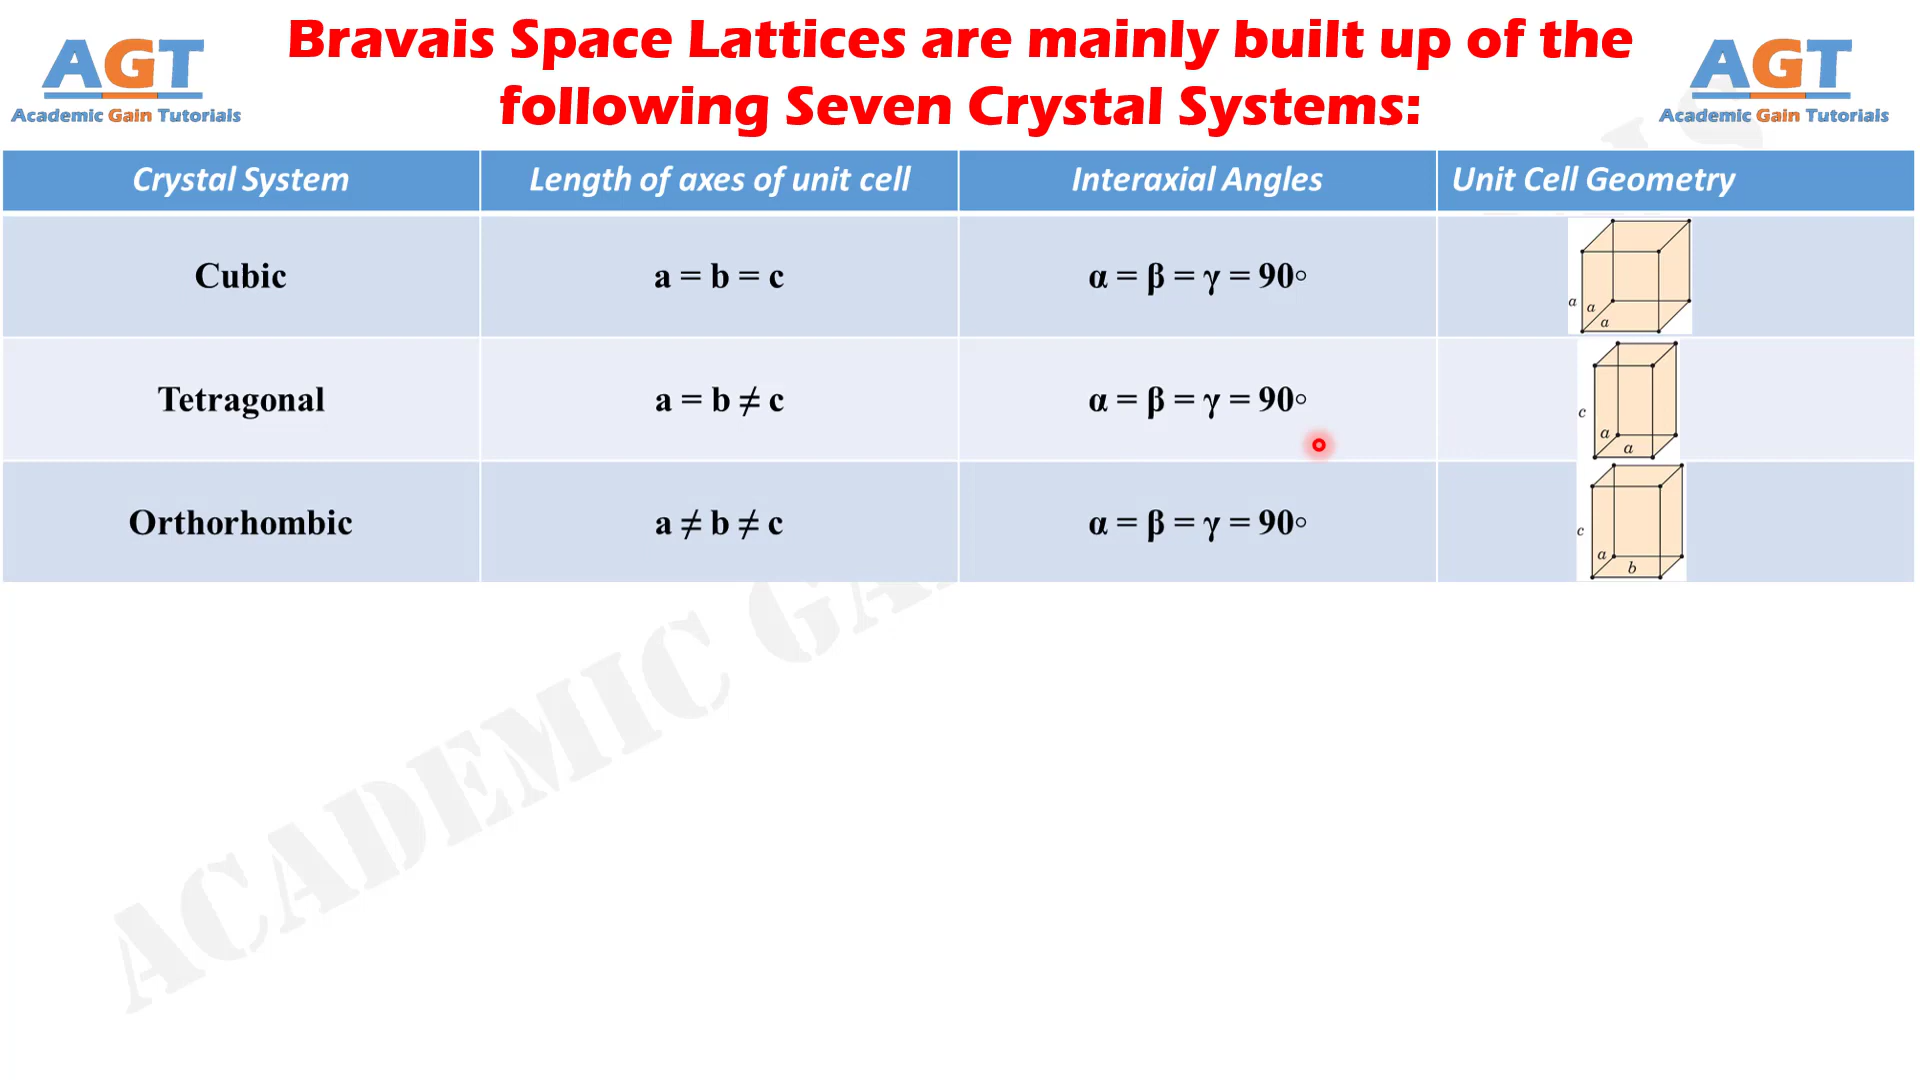 AGT
Academic Gain Tutorials
Bravais Space Lattices are mainly built up of the
following Seven Crystal Systems:
AGT
Academic Gain Tutorials
Crystal System Length of axes of unit cell Interaxial Angles Unit Cell Geometry
Cubic a = b = c α = β = γ = 90◦
a a
a
Tetragonal a = b ≠ c α = β = γ = 90◦
c
a
a
Orthorhombic a ≠ b ≠ c α = β = γ = 90◦
c
a
b
ACADEMIC